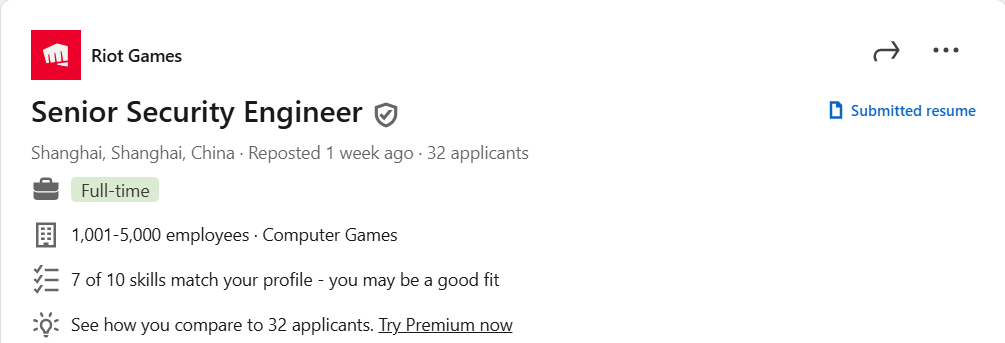 Riot Games
Senior Security Engineer
Submitted resume
Shanghai, Shanghai, China · Reposted 1 week ago · 32 applicants
Full-time
1,001-5,000 employees · Computer Games
7 of 10 skills match your profile - you may be a good fit
See how you compare to 32 applicants. Try Premium now